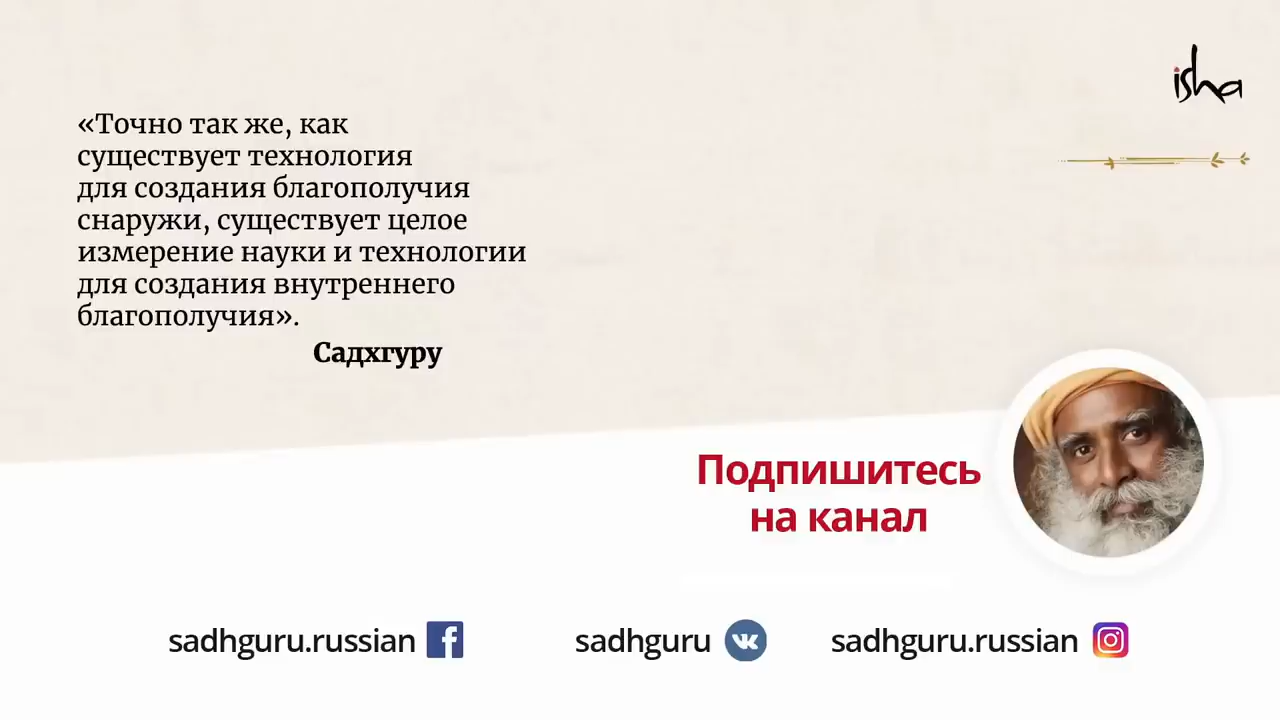 isha
«Точно так же, как
существует технология
для создания благополучия
снаружи, существует целое
измерение науки и технологии
для создания внутреннего
благополучия».
Садхгуру
Подпишитесь
на канал
sadhguru.russian
sadhguru
sadhguru.russian